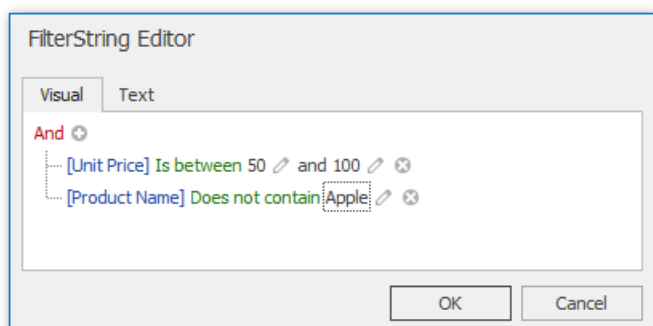 FilterString Editor
Visual Text
And
[Unit Price] Is between 50 and 100
[Product Name] Does not contain Apple
OK Cancel